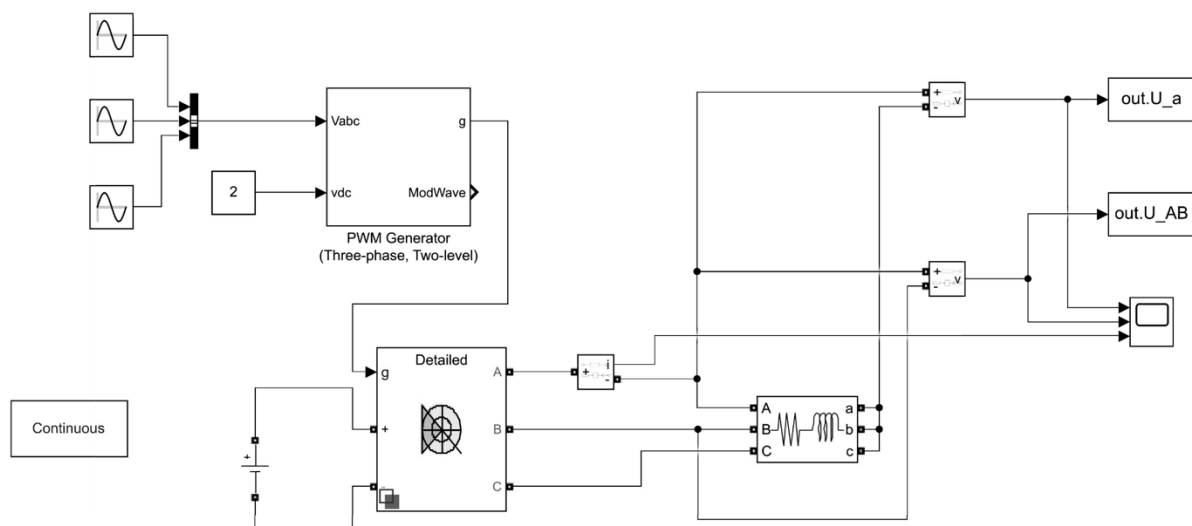 Vabc
g
vdc
ModWave
2
PWM Generator
(Three-phase, Two-level)
+
-
v
out.U_a
out.U_AB
+
-
v
Detailed
g
A
+
B
-
C
i
+
-
A
a
B
b
C
c
Continuous
+